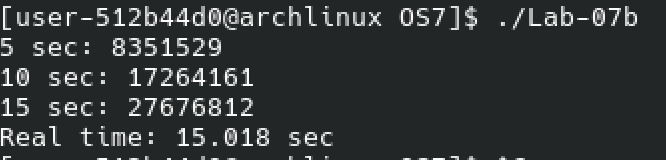 [user-512b44d0@archlinux OS7]$ ./Lab-07b
5 sec: 8351529
10 sec: 17264161
15 sec: 27676812
Real time: 15.018 sec